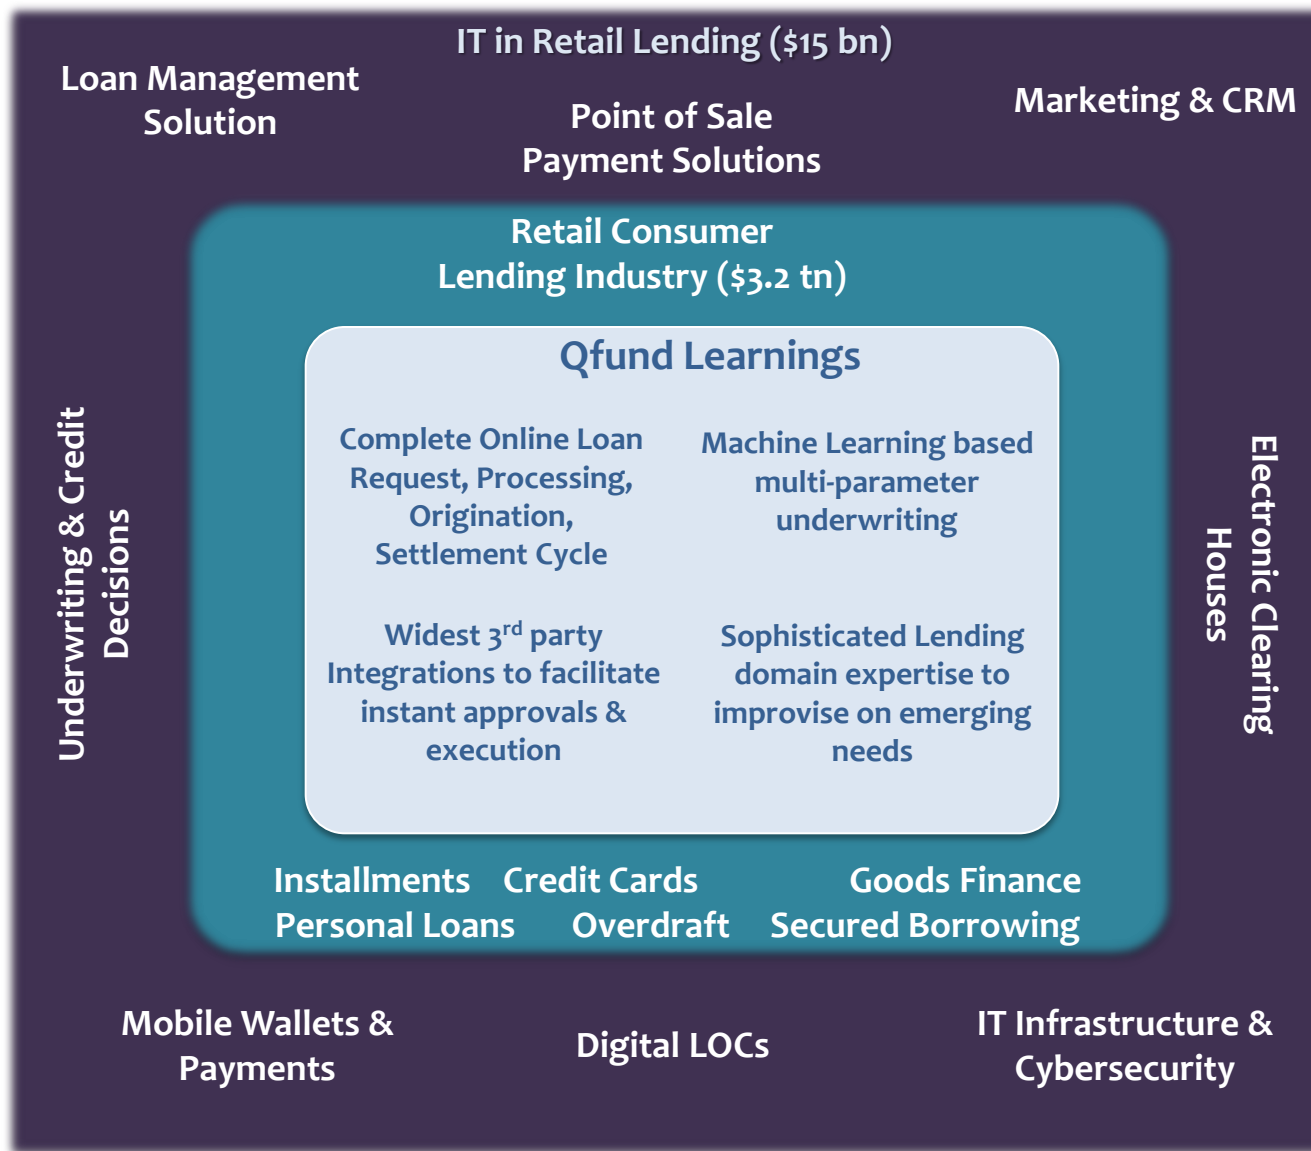 IT in Retail Lending ($15 bn)
Loan Management
Solution
Point of Sale
Payment Solutions
Marketing & CRM
Retail Consumer
Lending Industry ($3.2 tn)
Qfund Learnings
Complete Online Loan
Request, Processing,
Origination,
Settlement Cycle
Machine Learning based
multi-parameter
underwriting
Widest 3rd party
Integrations to facilitate
instant approvals &
execution
Sophisticated Lending
domain expertise to
improvise on emerging
needs
Underwriting & Credit
Decisions
Electronic Clearing
Houses
Installments Credit Cards Goods Finance
Personal Loans Overdraft Secured Borrowing
Mobile Wallets &
Payments
Digital LOCs
IT Infrastructure &
Cybersecurity